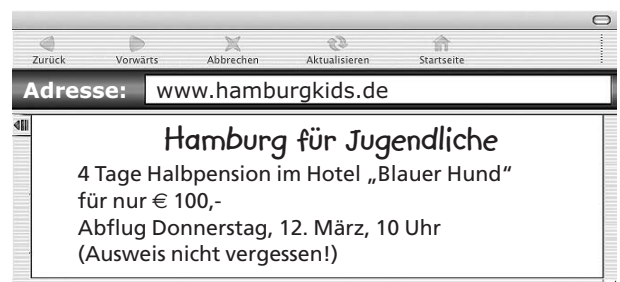 Zurück Vorwärts Abbrechen Aktualisieren Startseite
Adresse: www.hamburgkids.de
Hamburg für Jugendliche
4 Tage Halbpension im Hotel „Blauer Hund“
für nur € 100,-
Abflug Donnerstag, 12. März, 10 Uhr
(Ausweis nicht vergessen!)